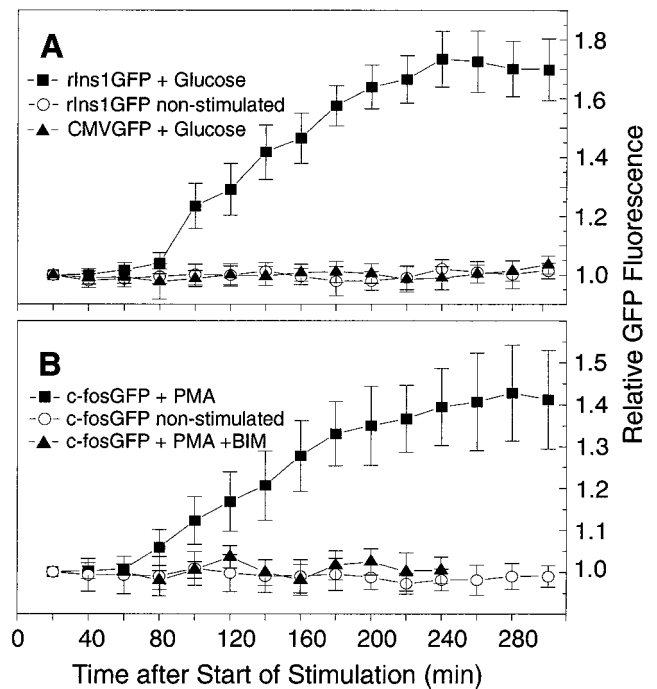 A
rIns1GFP + Glucose
rIns1GFP non-stimulated
CMVGFP + Glucose
1.8
1.6
1.4
1.2
1.0
B
c-fosGFP + PMA
c-fosGFP non-stimulated
c-fosGFP + PMA +BIM
1.5
1.4
1.3
1.2
1.1
1.0
Relative GFP Fluorescence
0 40 80 120 160 200 240 280
Time after Start of Stimulation (min)